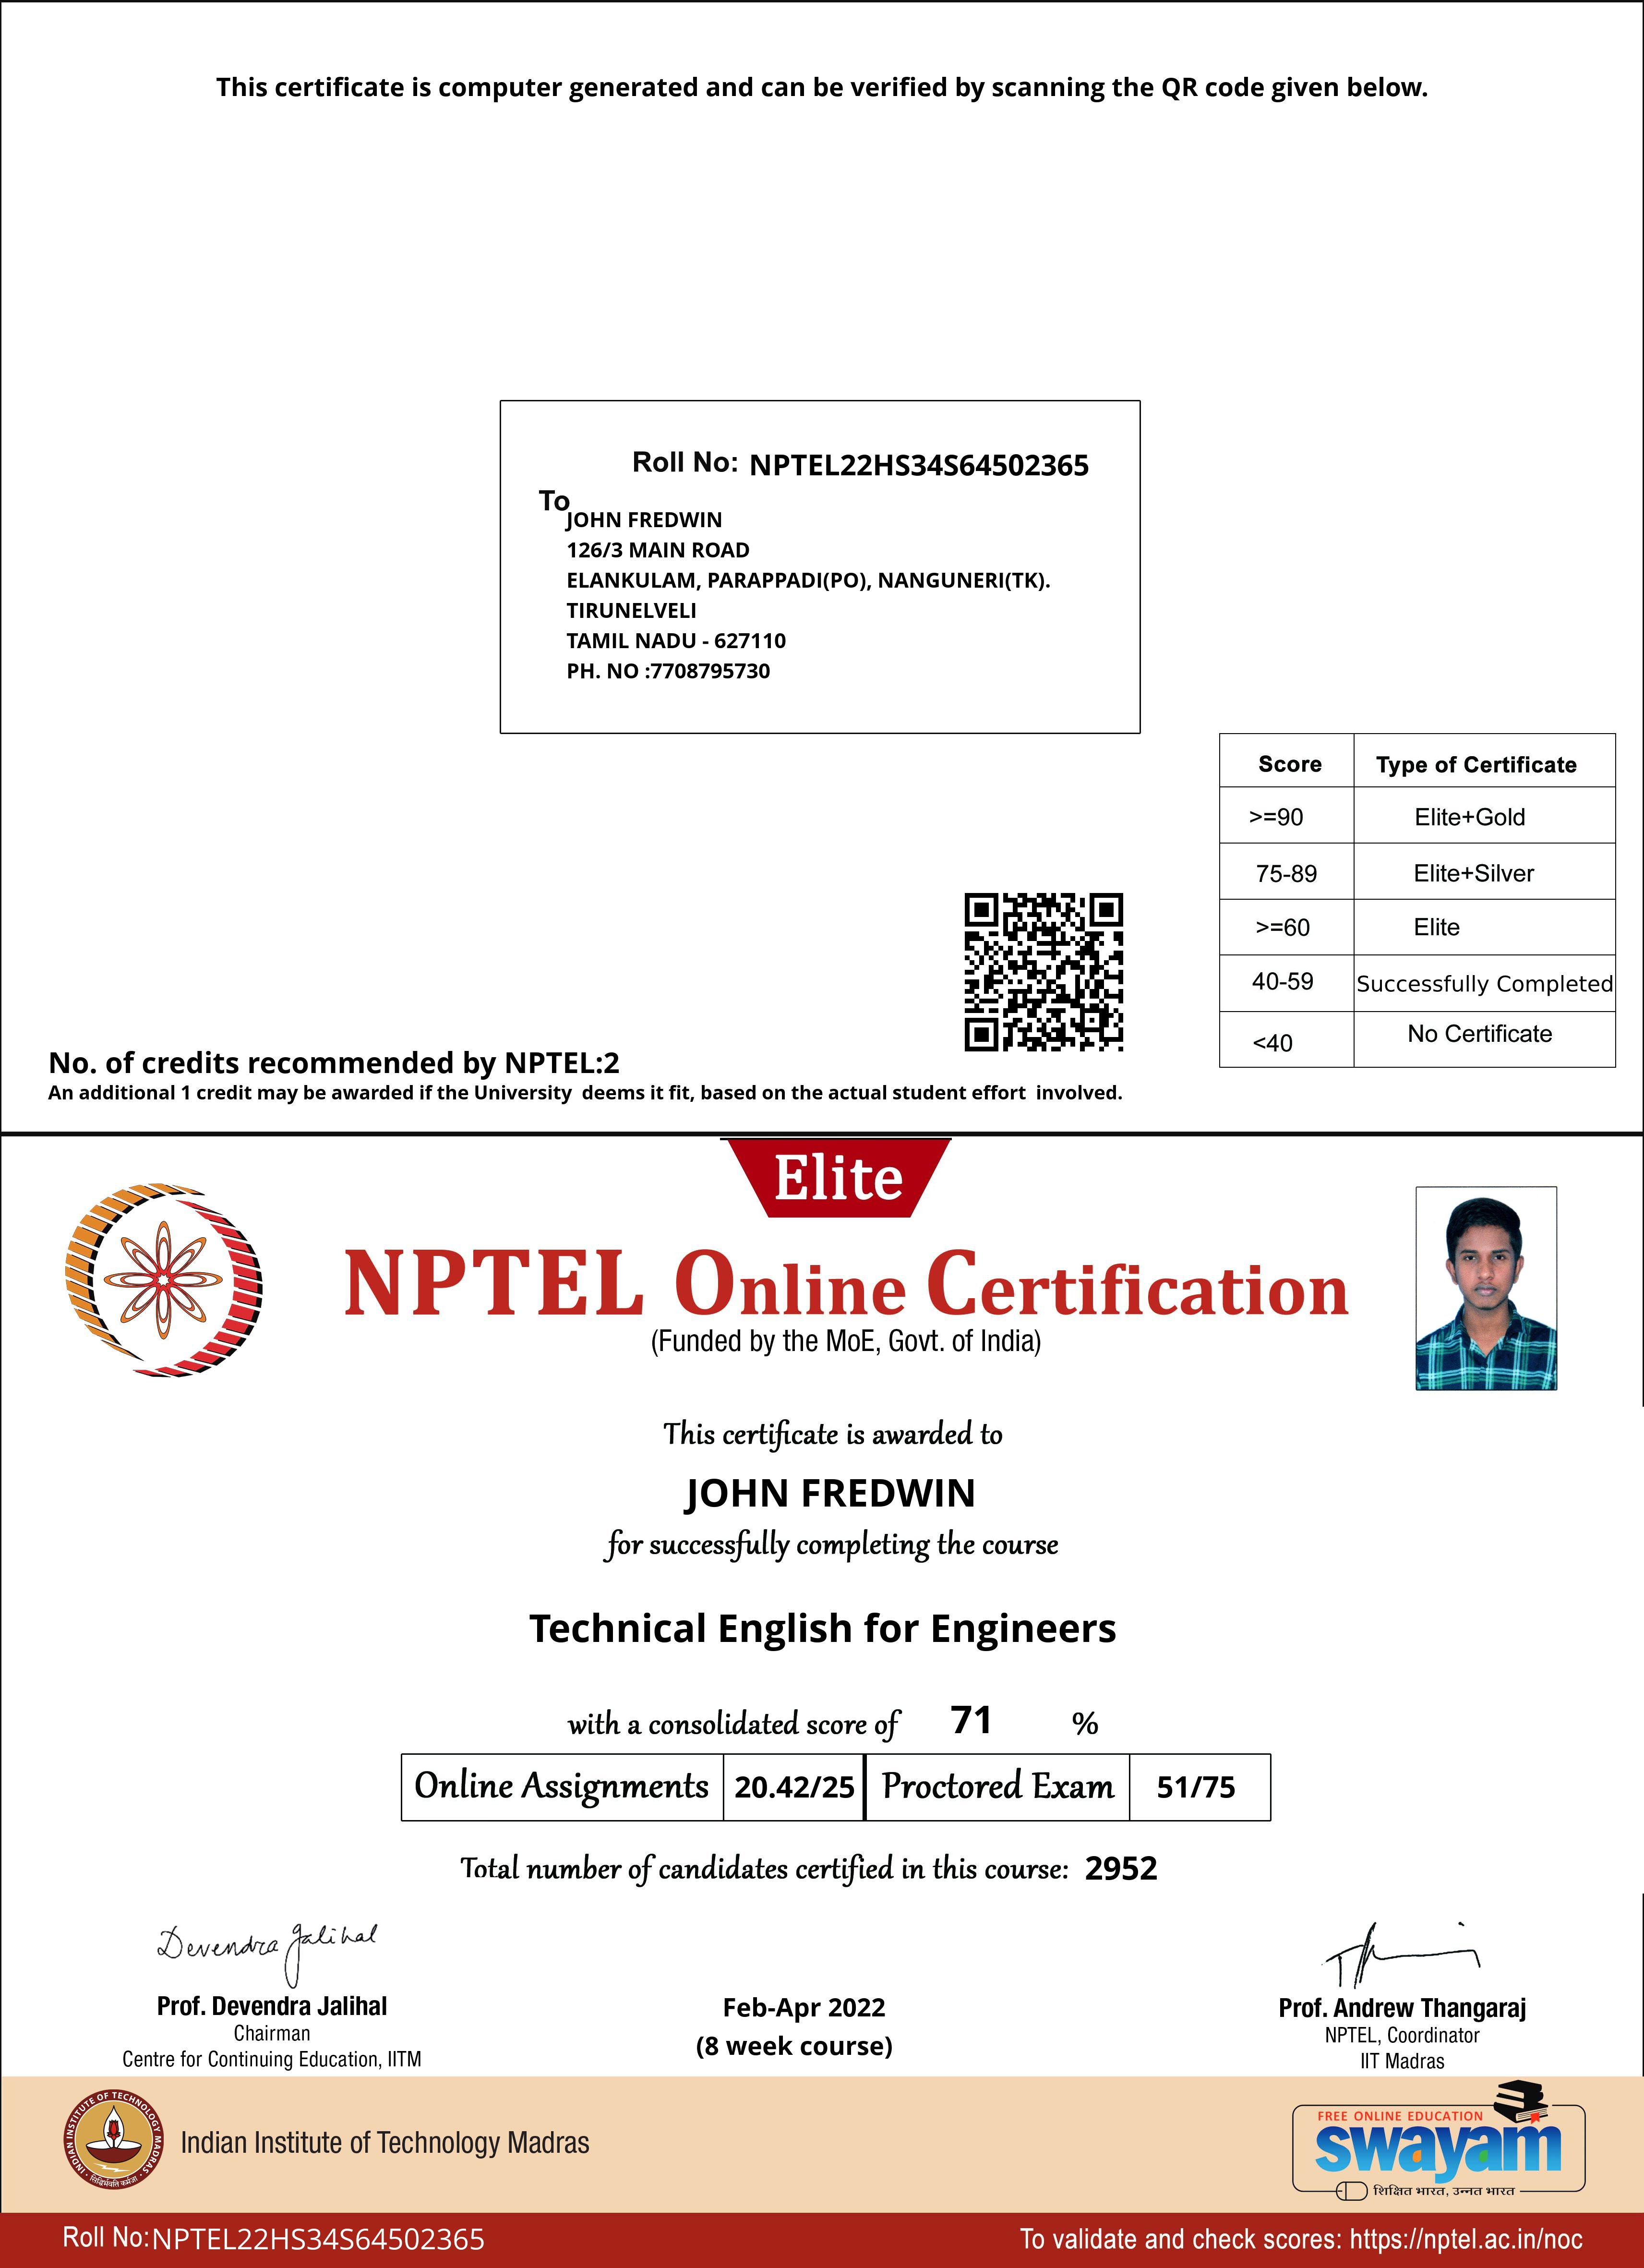 This certificate is computer generated and can be verified by scanning the QR code given below.
Roll No: NPTEL22HS34S64502365
To
JOHN FREDWIN
126/3 MAIN ROAD
ELANKULAM, PARAPPADI(PO), NANGUNERI(TK).
TIRUNELVELI
TAMIL NADU - 627110
PH. NO :7708795730
Score Type of Certificate
>=90 Elite+Gold
75-89 Elite+Silver
>=60 Elite
40-59 Successfully Completed
<40 No Certificate
No. of credits recommended by NPTEL:2
An additional 1 credit may be awarded if the University deems it fit, based on the actual student effort involved.
Elite
NPTEL Online Certification
(Funded by the MoE, Govt. of India)
This certificate is awarded to
JOHN FREDWIN
for successfully completing the course
Technical English for Engineers
with a consolidated score of 71 %
Online Assignments 20.42/25 Proctored Exam 51/75
Total number of candidates certified in this course: 2952
Devendra Jalihal
Prof. Devendra Jalihal
Chairman
Centre for Continuing Education, IITM
Feb-Apr 2022
(8 week course)
Prof. Andrew Thangaraj
NPTEL, Coordinator
IIT Madras
INDIAN INSTITUTE OF TECHNOLOGY MADRAS
सिद्धिर्भवति कर्मजा
Indian Institute of Technology Madras
FREE ONLINE EDUCATION
swayam
शिक्षित भारत, उन्नत भारत
Roll No:NPTEL22HS34S64502365
To validate and check scores: https://nptel.ac.in/noc